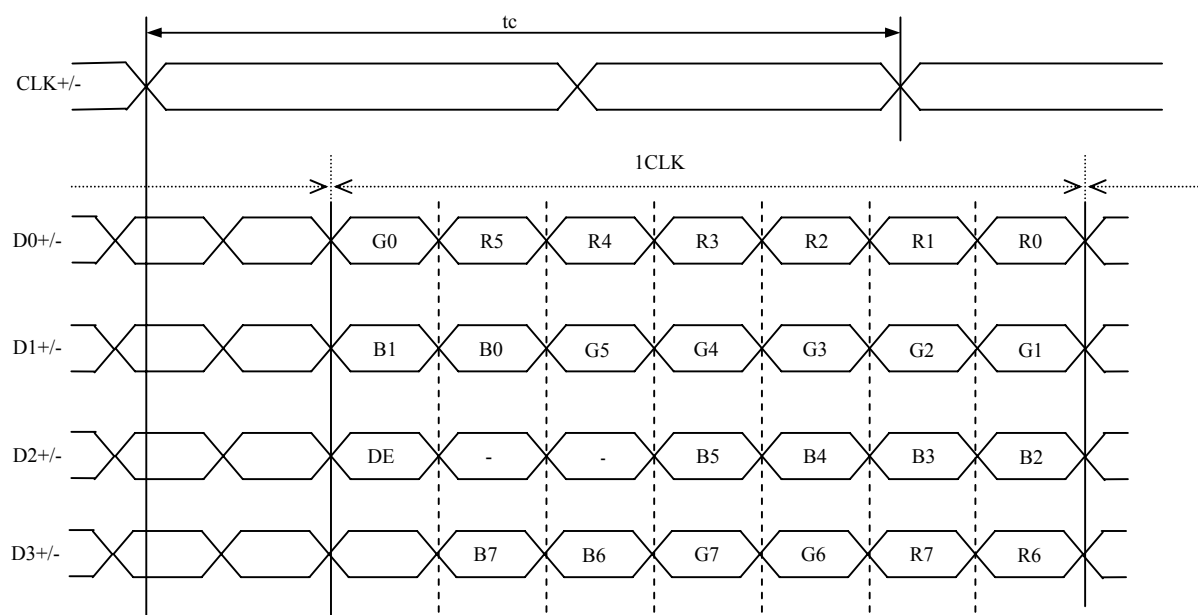 tc
CLK+/-
1CLK
D0+/- G0 R5 R4 R3 R2 R1 R0
D1+/- B1 B0 G5 G4 G3 G2 G1
D2+/- DE - - B5 B4 B3 B2
D3+/- B7 B6 G7 G6 R7 R6